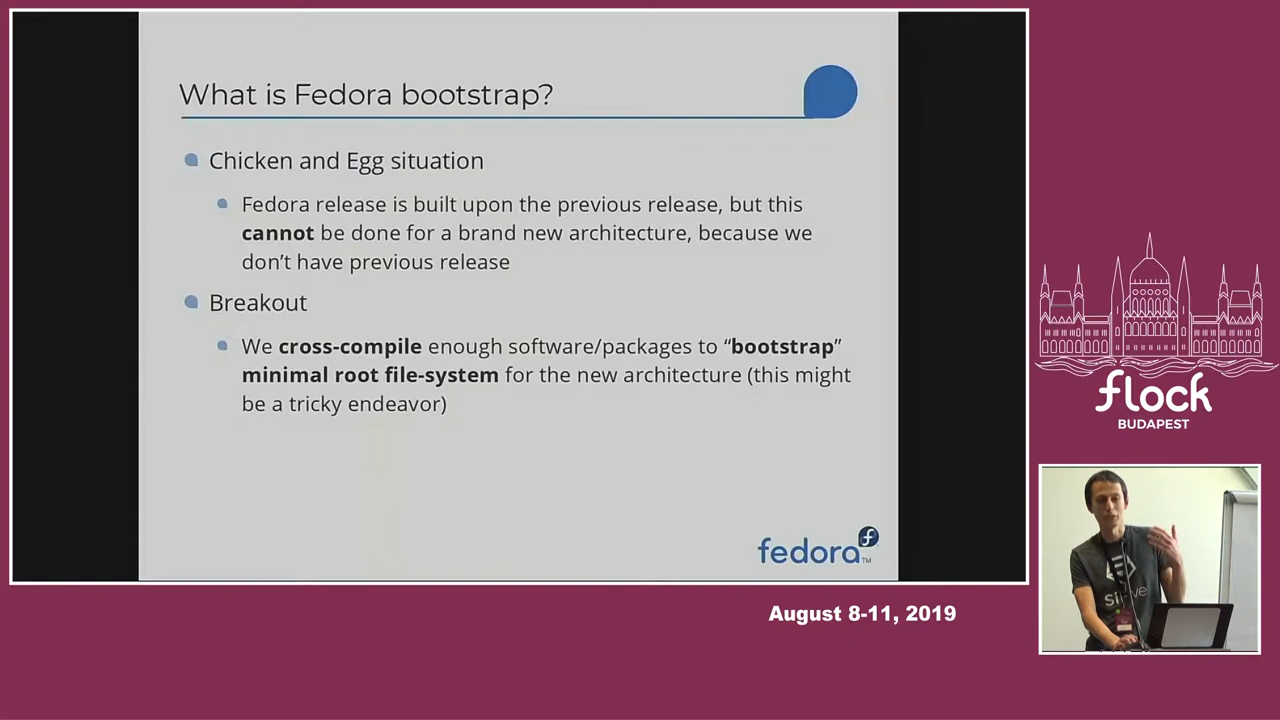 What is Fedora bootstrap?
Chicken and Egg situation
Fedora release is built upon the previous release, but this
cannot be done for a brand new architecture, because we
don't have previous release
Breakout
We cross-compile enough software/packages to “bootstrap”
minimal root file-system for the new architecture (this might
be a tricky endeavor)
fedora™
flock
BUDAPEST
August 8-11, 2019